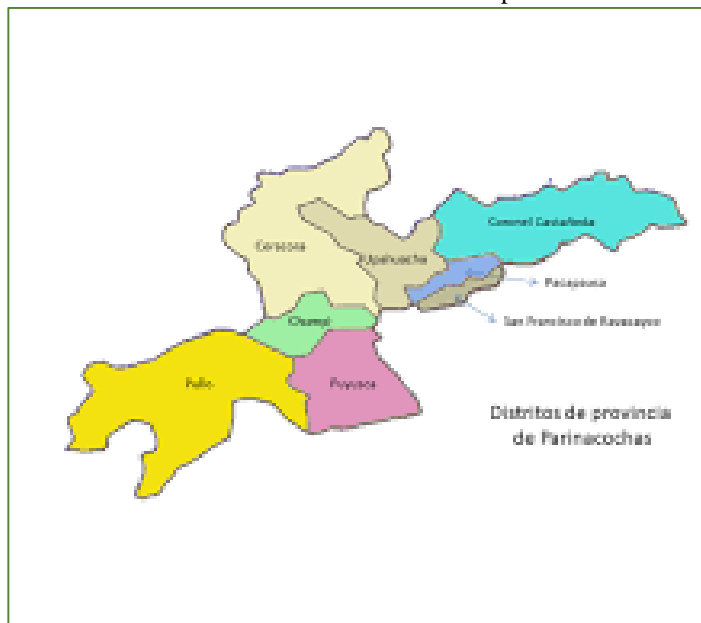 Coronel Castañeda
Coracora
Upahuacho
Pacapausa
San Francisco de Ravacayco
Chumpi
Pullo
Puyusca
Distritos de provincia
de Parinacochas